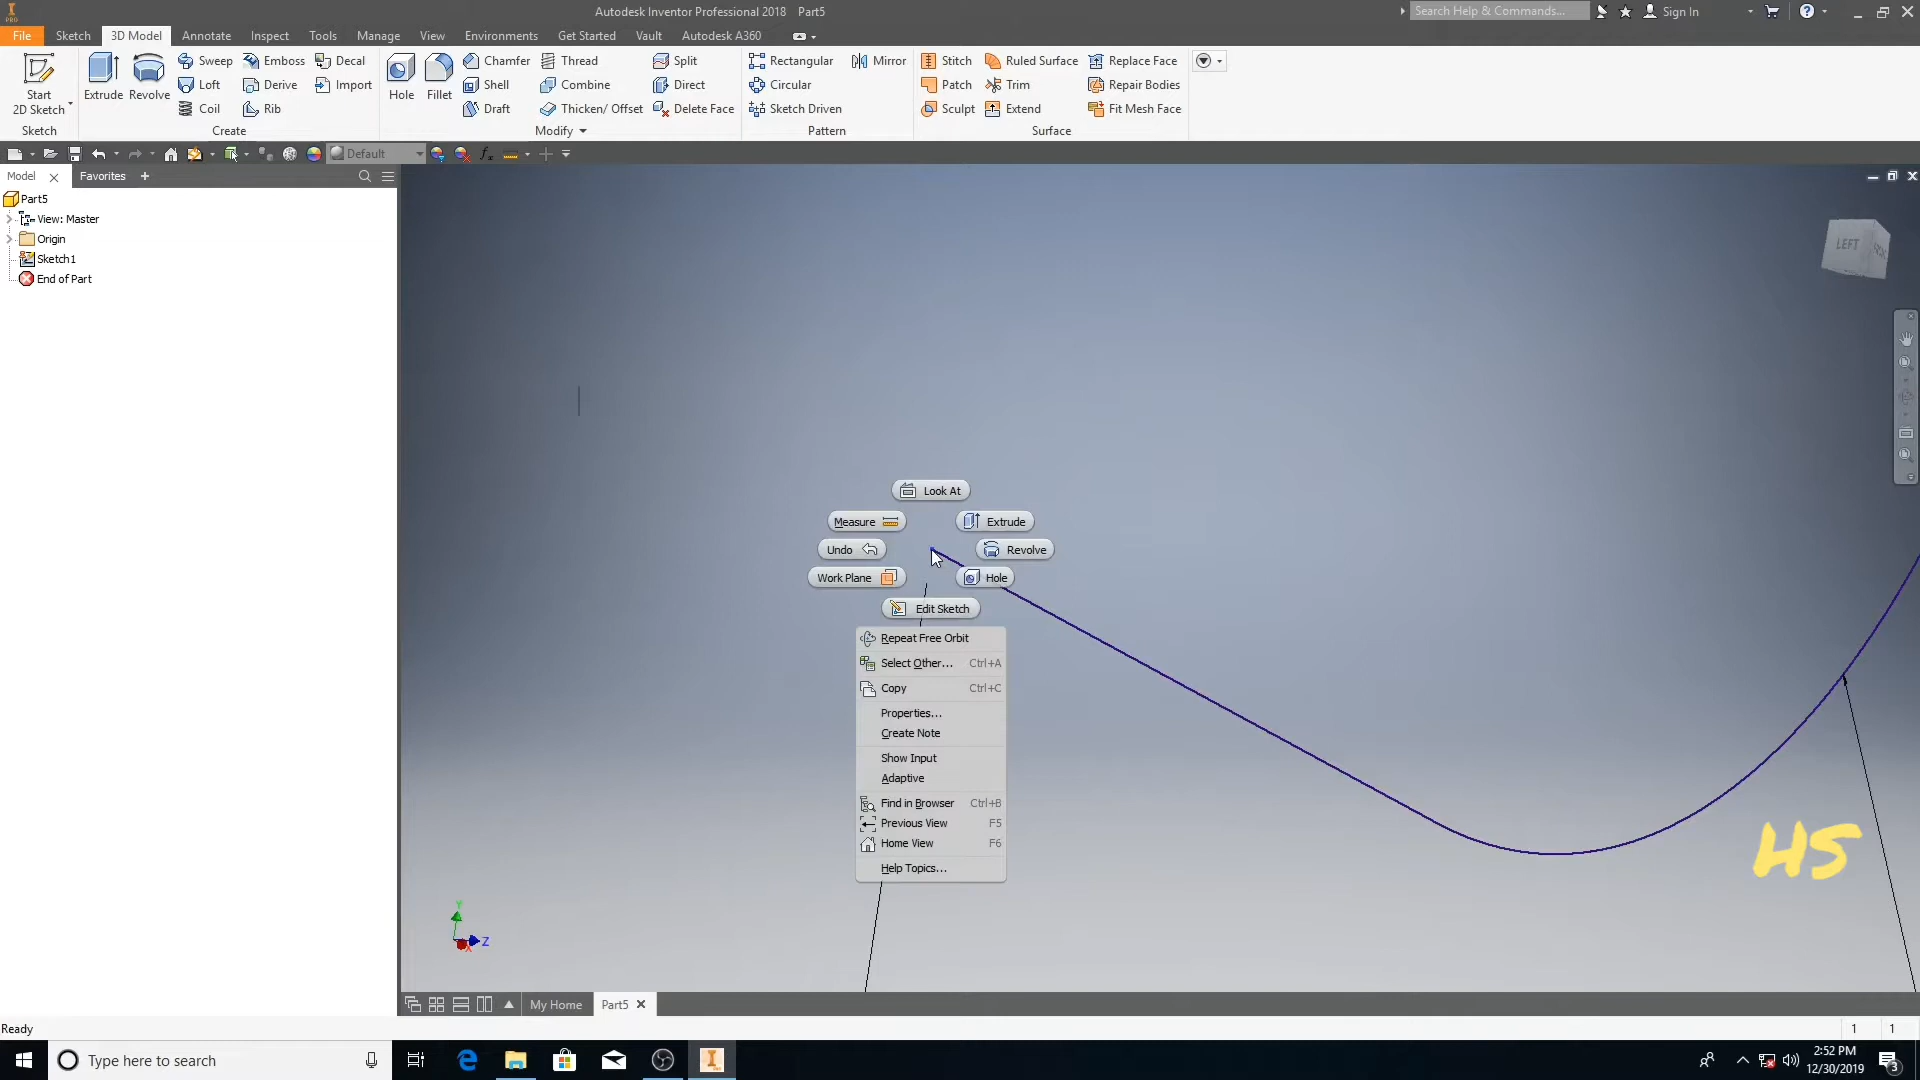 Autodesk Inventor Professional 2018 Part5
Search Help & Commands... Sign In
PRO
File Sketch 3D Model Annotate Inspect Tools Manage View Environments Get Started Vault Autodesk A360
Start
2D Sketch
Extrude
Revolve
Sweep
Loft
Coil
Emboss
Derive
Rib
Decal
Import
Hole
Fillet
Chamfer
Shell
Draft
Thread
Combine
Thicken/ Offset
Split
Direct
Delete Face
Rectangular
Circular
Sketch Driven
Mirror
Stitch
Patch
Sculpt
Ruled Surface
Trim
Extend
Replace Face
Repair Bodies
Fit Mesh Face
Sketch Create Modify Pattern Surface
Default
Model Favorites
Part5
View: Master
Origin
Sketch1
End of Part
LEFT
Look At
Measure
Extrude
Undo
Revolve
Work Plane
Hole
Edit Sketch
Repeat Free Orbit
Select Other... Ctrl+A
Copy Ctrl+C
Properties...
Create Note
Show Input
Adaptive
Find in Browser Ctrl+B
Previous View F5
Home View F6
Help Topics...
HS
Y
Z
My Home Part5
Ready 1 1
Type here to search
2:52 PM
12/30/2019
3